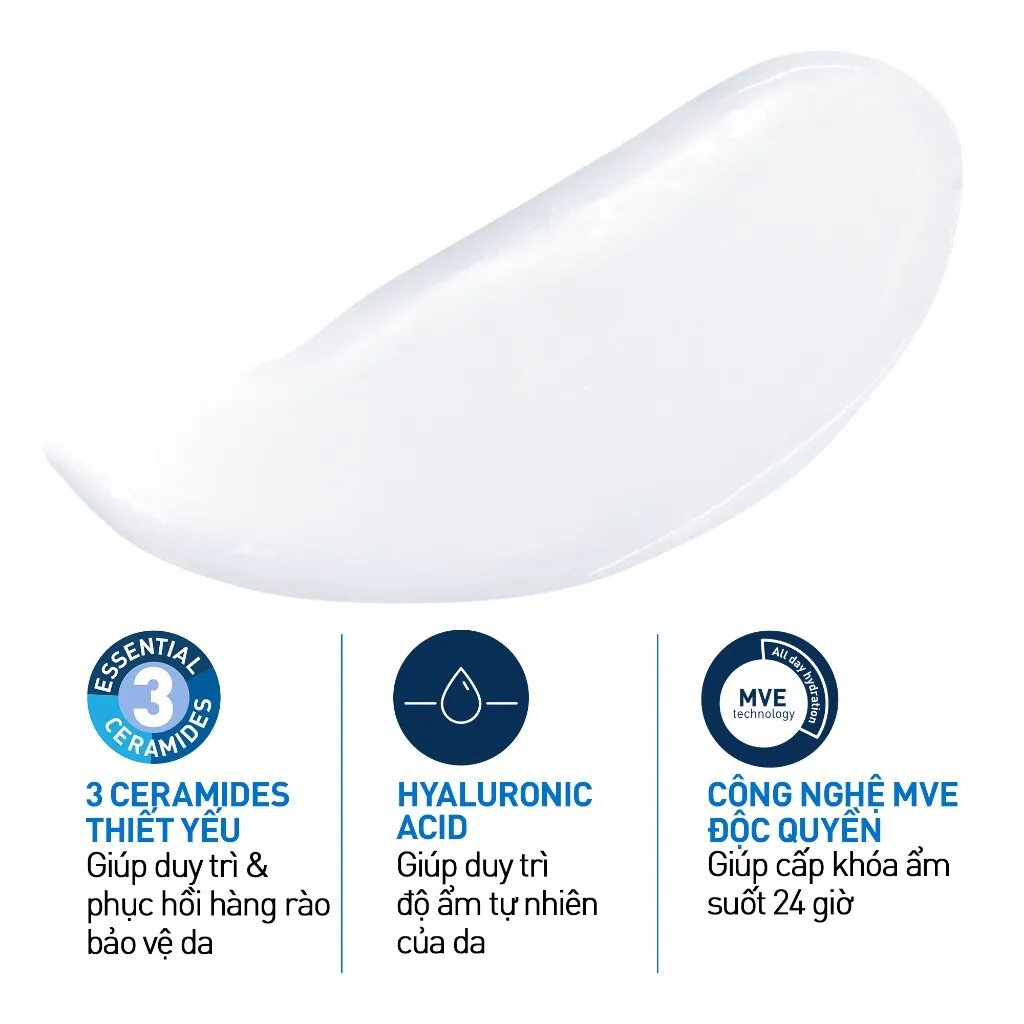 ESSENTIAL
3
CERAMIDES
3 CERAMIDES
THIẾT YẾU
Giúp duy trì &
phục hồi hàng rào
bảo vệ da
HYALURONIC
ACID
Giúp duy trì
độ ẩm tự nhiên
của da
All day hydration
MVE
technology
CÔNG NGHỆ MVE
ĐỘC QUYỀN
Giúp cấp khóa ẩm
suốt 24 giờ